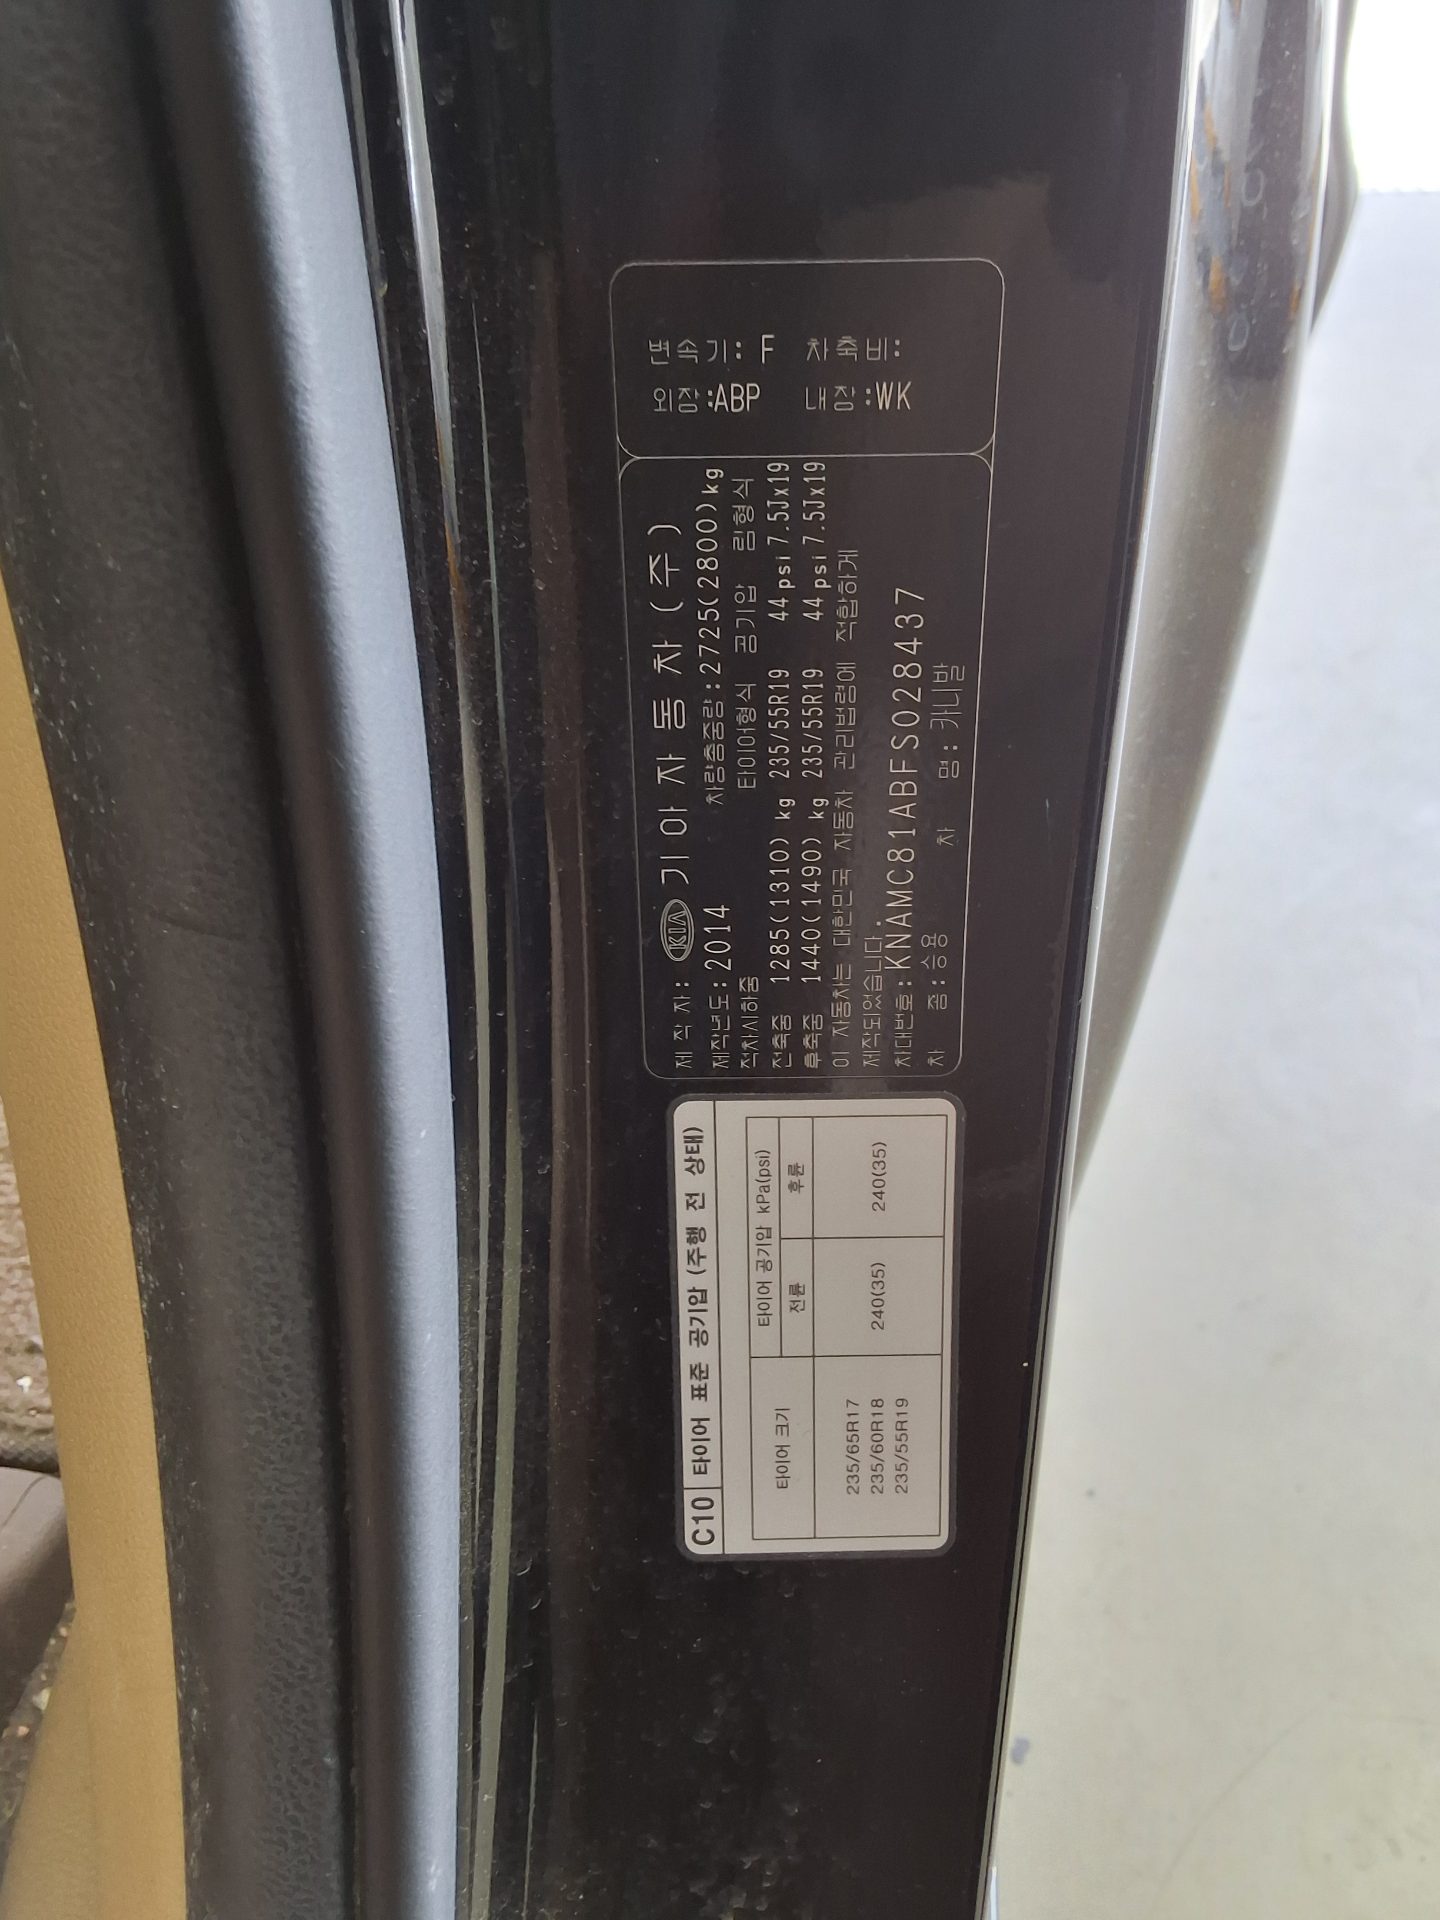 변속기: F 차축비:
외장:ABP 내장:WK
제 작 자: KIA 기아자동차(주)
제작년도:2014 차량총중량:2725(2800)kg
적차시하중 타이어형식 공기압 림형식
전축중 1285(1310) kg 235/55R19 44psi 7.5Jx19
후축중 1440(1490) kg 235/55R19 44psi 7.5Jx19
이 자동차는 대한민국 자동차 관리법령에 적합하게
제작되었습니다.
차대번호:KNAMC81ABFS028437
차 종:승용 차 명:카니발
C10 타이어 표준 공기압 (주행 전 상태)
타이어 크기 타이어 공기압 kPa(psi)
전륜 후륜
235/65R17
235/60R18 240(35) 240(35)
235/55R19